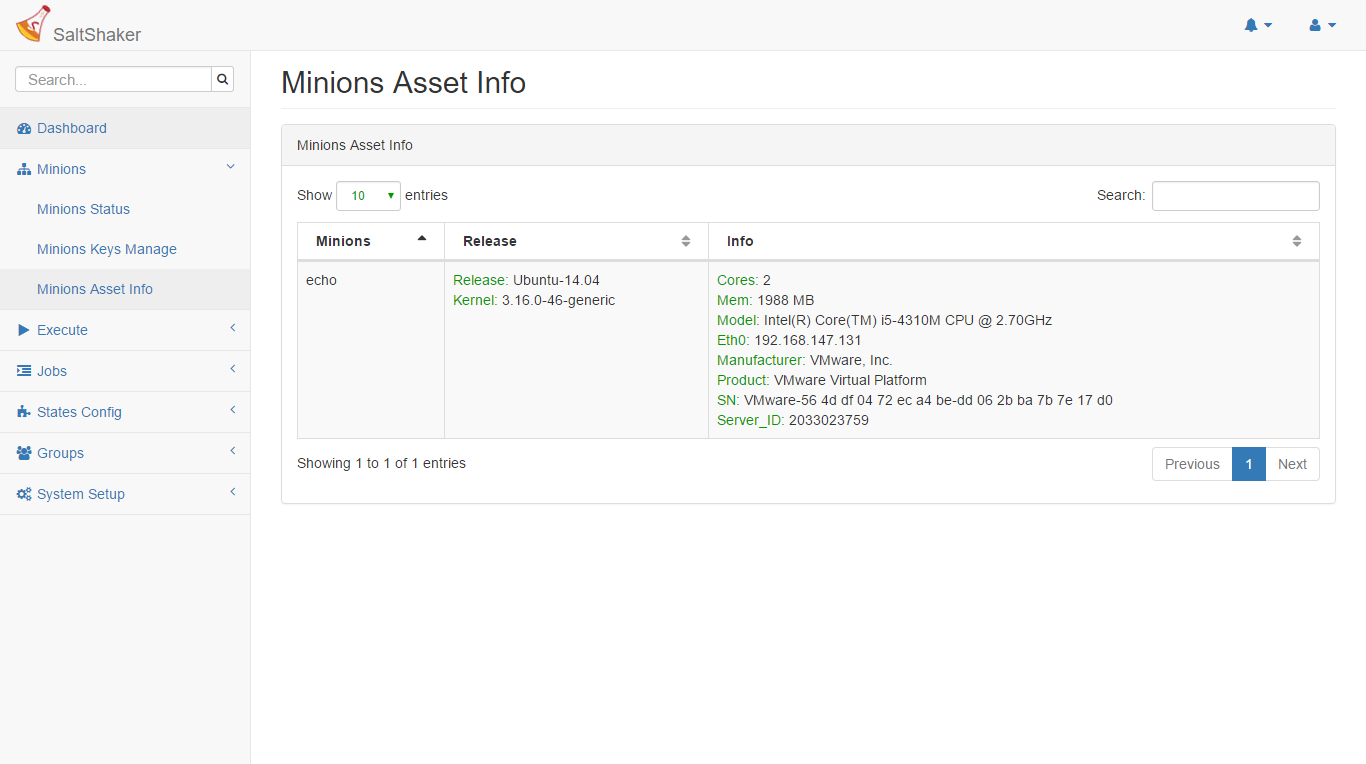 SaltShaker
Search...
Dashboard
Minions
Minions Status
Minions Keys Manage
Minions Asset Info
Execute
Jobs
States Config
Groups
System Setup
Minions Asset Info
Minions Asset Info
Show 10 entries
Search:
Minions Release Info
echo
Release: Ubuntu-14.04
Kernel: 3.16.0-46-generic
Cores: 2
Mem: 1988 MB
Model: Intel(R) Core(TM) i5-4310M CPU @ 2.70GHz
Eth0: 192.168.147.131
Manufacturer: VMware, Inc.
Product: VMware Virtual Platform
SN: VMware-56 4d df 04 72 ec a4 be-dd 06 2b ba 7b 7e 17 d0
Server_ID: 2033023759
Showing 1 to 1 of 1 entries
Previous 1 Next